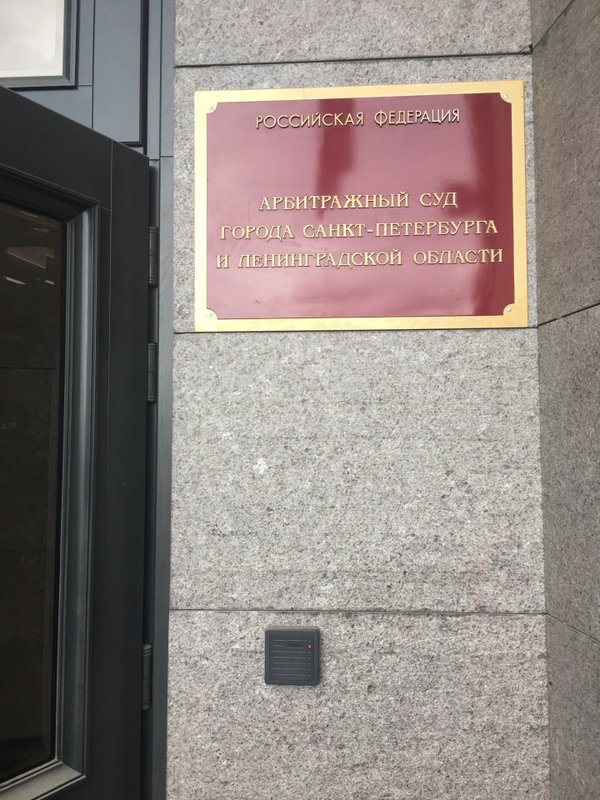 РОССИЙСКАЯ ФЕДЕРАЦИЯ
АРБИТРАЖНЫЙ СУД
ГОРОДА САНКТ-ПЕТЕРБУРГА
И ЛЕНИНГРАДСКОЙ ОБЛАСТИ